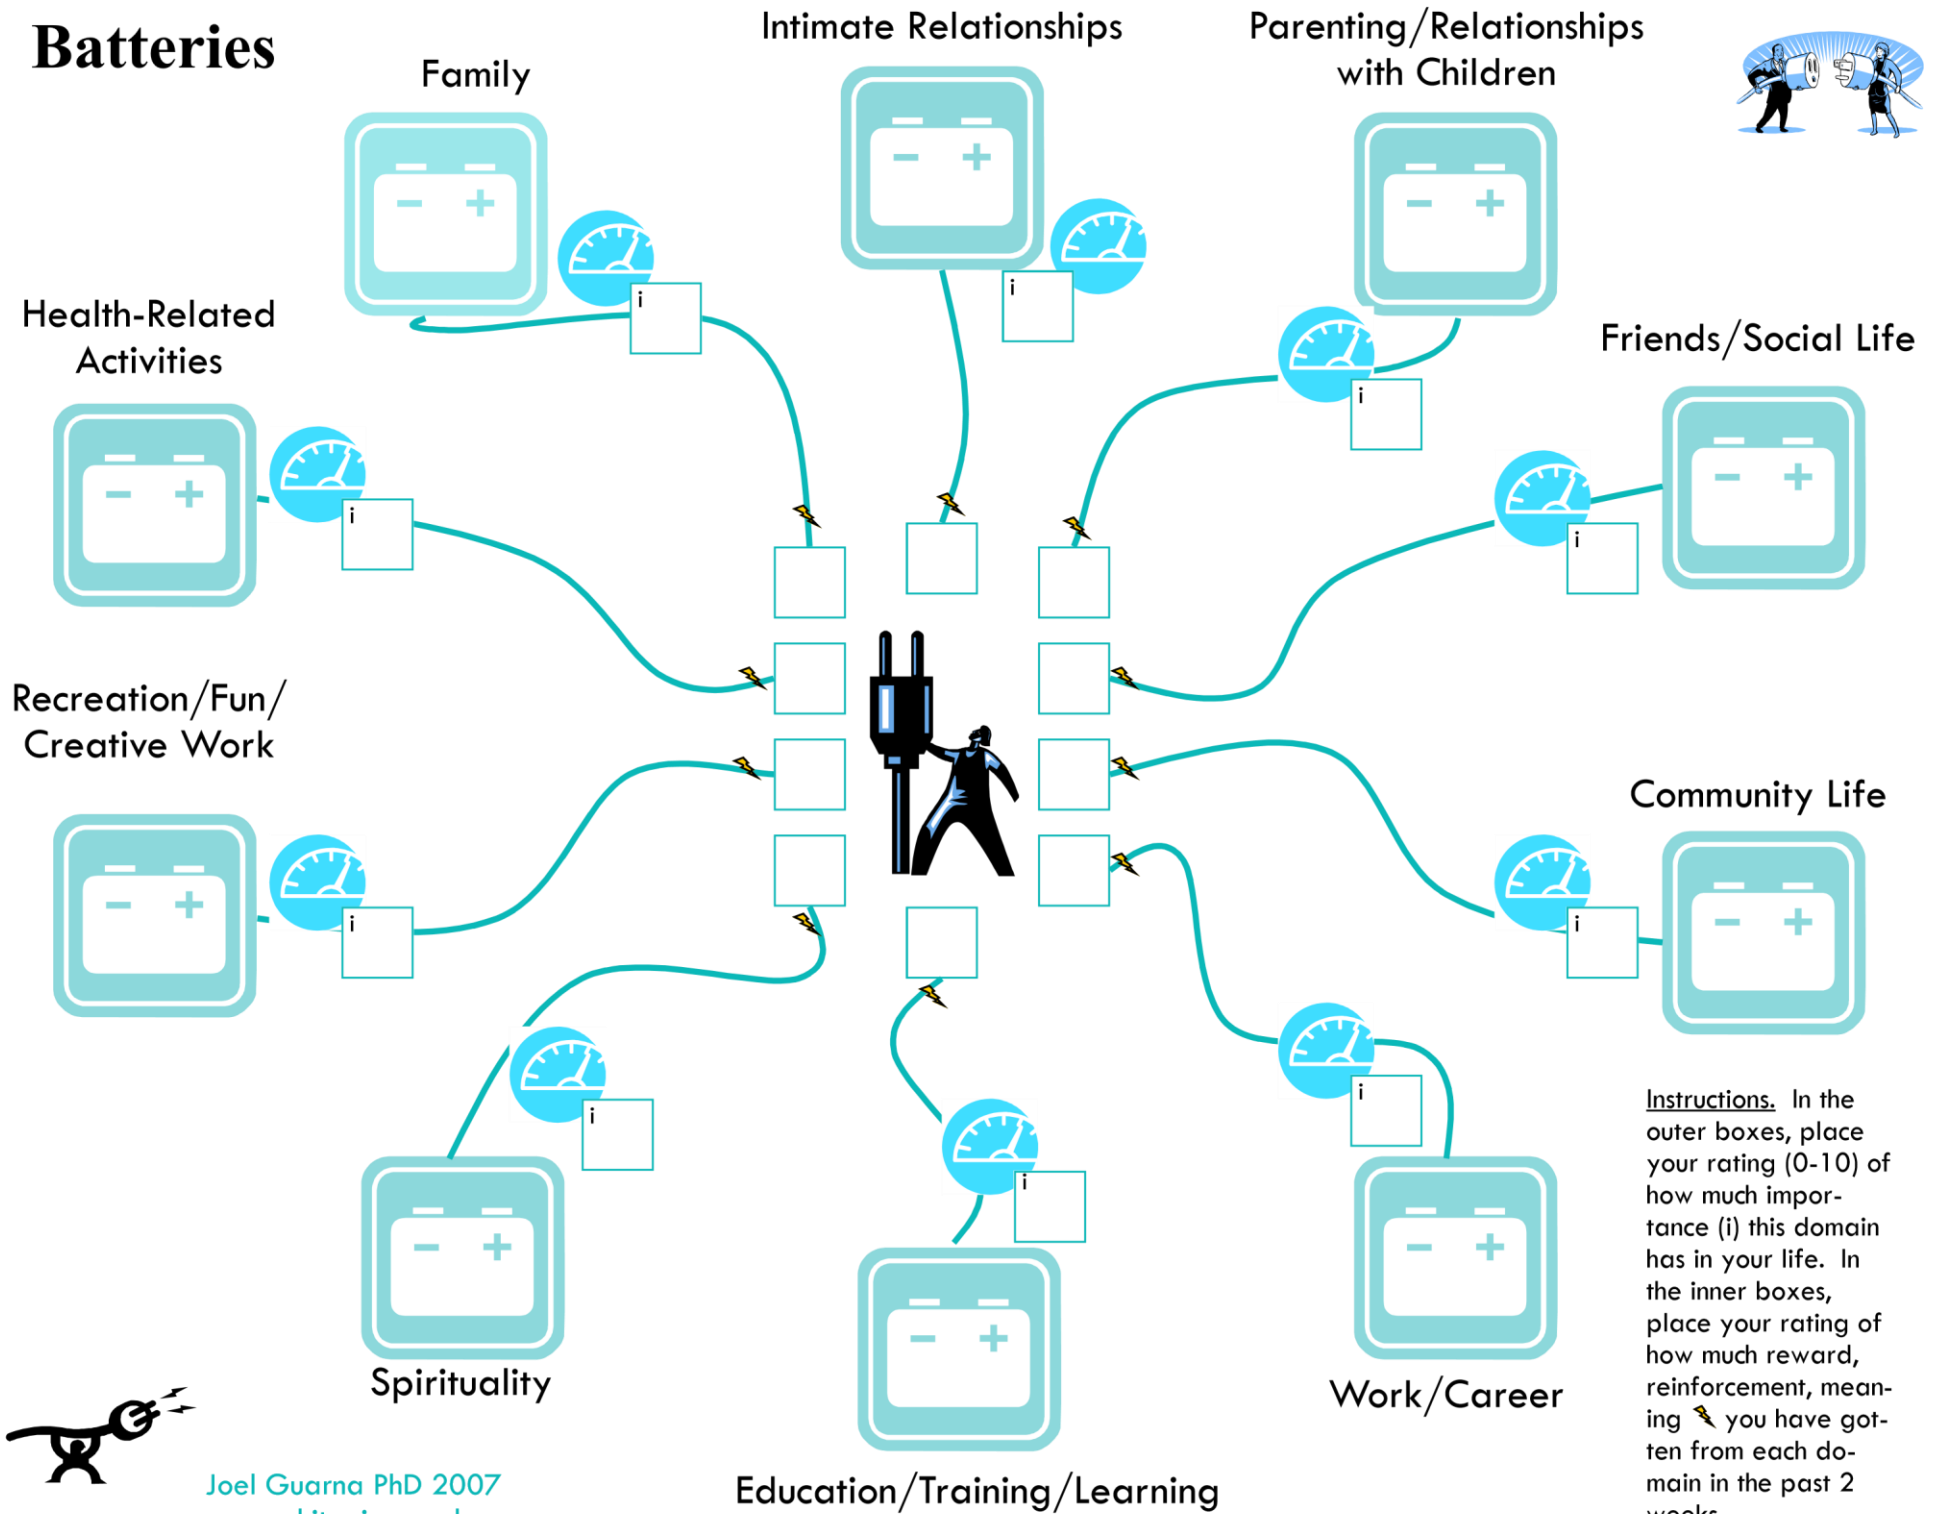 Batteries
Family
Intimate Relationships
Parenting/Relationships
with Children
Health-Related
Activities
Friends/Social Life
Recreation/Fun/
Creative Work
Community Life
Spirituality
Work/Career
Education/Training/Learning
i
i
i
i
i
i
i
i
i
i
Instructions.  In the
outer boxes, place
your rating (0-10) of
how much impor-
tance (i) this domain
has in your life.  In
the inner boxes,
place your rating of
how much reward,
reinforcement, mean-
ing you have got-
ten from each do-
main in the past 2
weeks
Joel Guarna PhD 2007